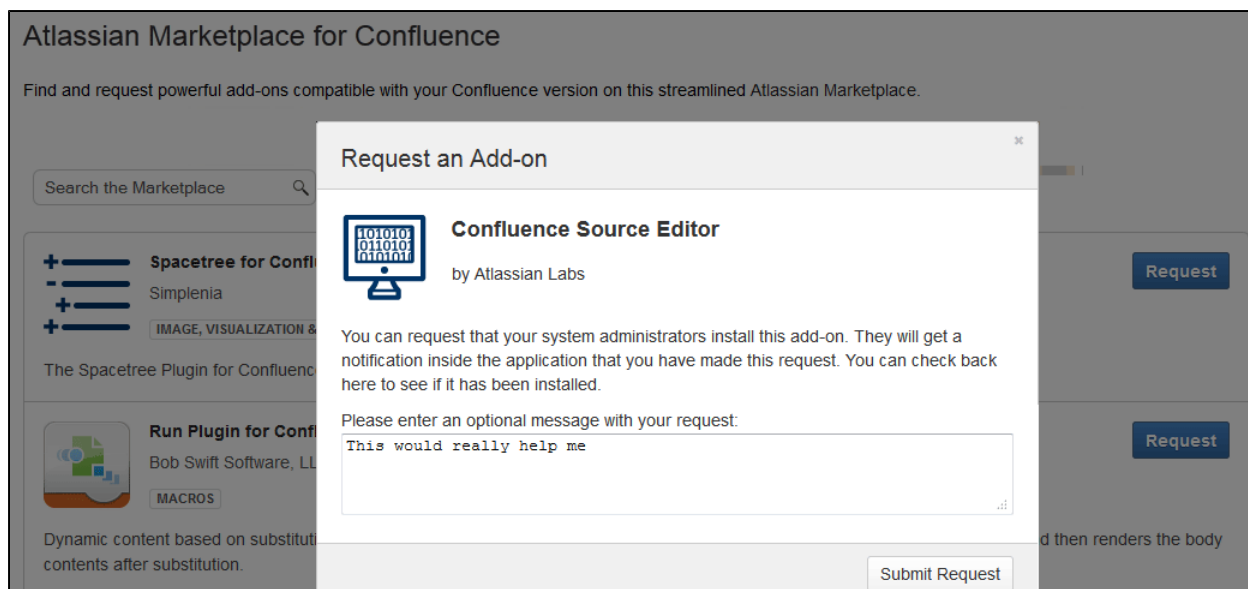 Atlassian Marketplace for Confluence
Find and request powerful add-ons compatible with your Confluence version on this streamlined Atlassian Marketplace.
Search the Marketplace
Spacetree for Confl
Simplenia
IMAGE, VISUALIZATION &
The Spacetree Plugin for Confluenc
Request
Run Plugin for Conf
Bob Swift Software, LL
MACROS
Request
Dynamic content based on substituti
d then renders the body
contents after substitution.
Request an Add-on
Confluence Source Editor
1010101
0110101
0101010
by Atlassian Labs
You can request that your system administrators install this add-on. They will get a
notification inside the application that you have made this request. You can check back
here to see if it has been installed.
Please enter an optional message with your request:
This would really help me
Submit Request